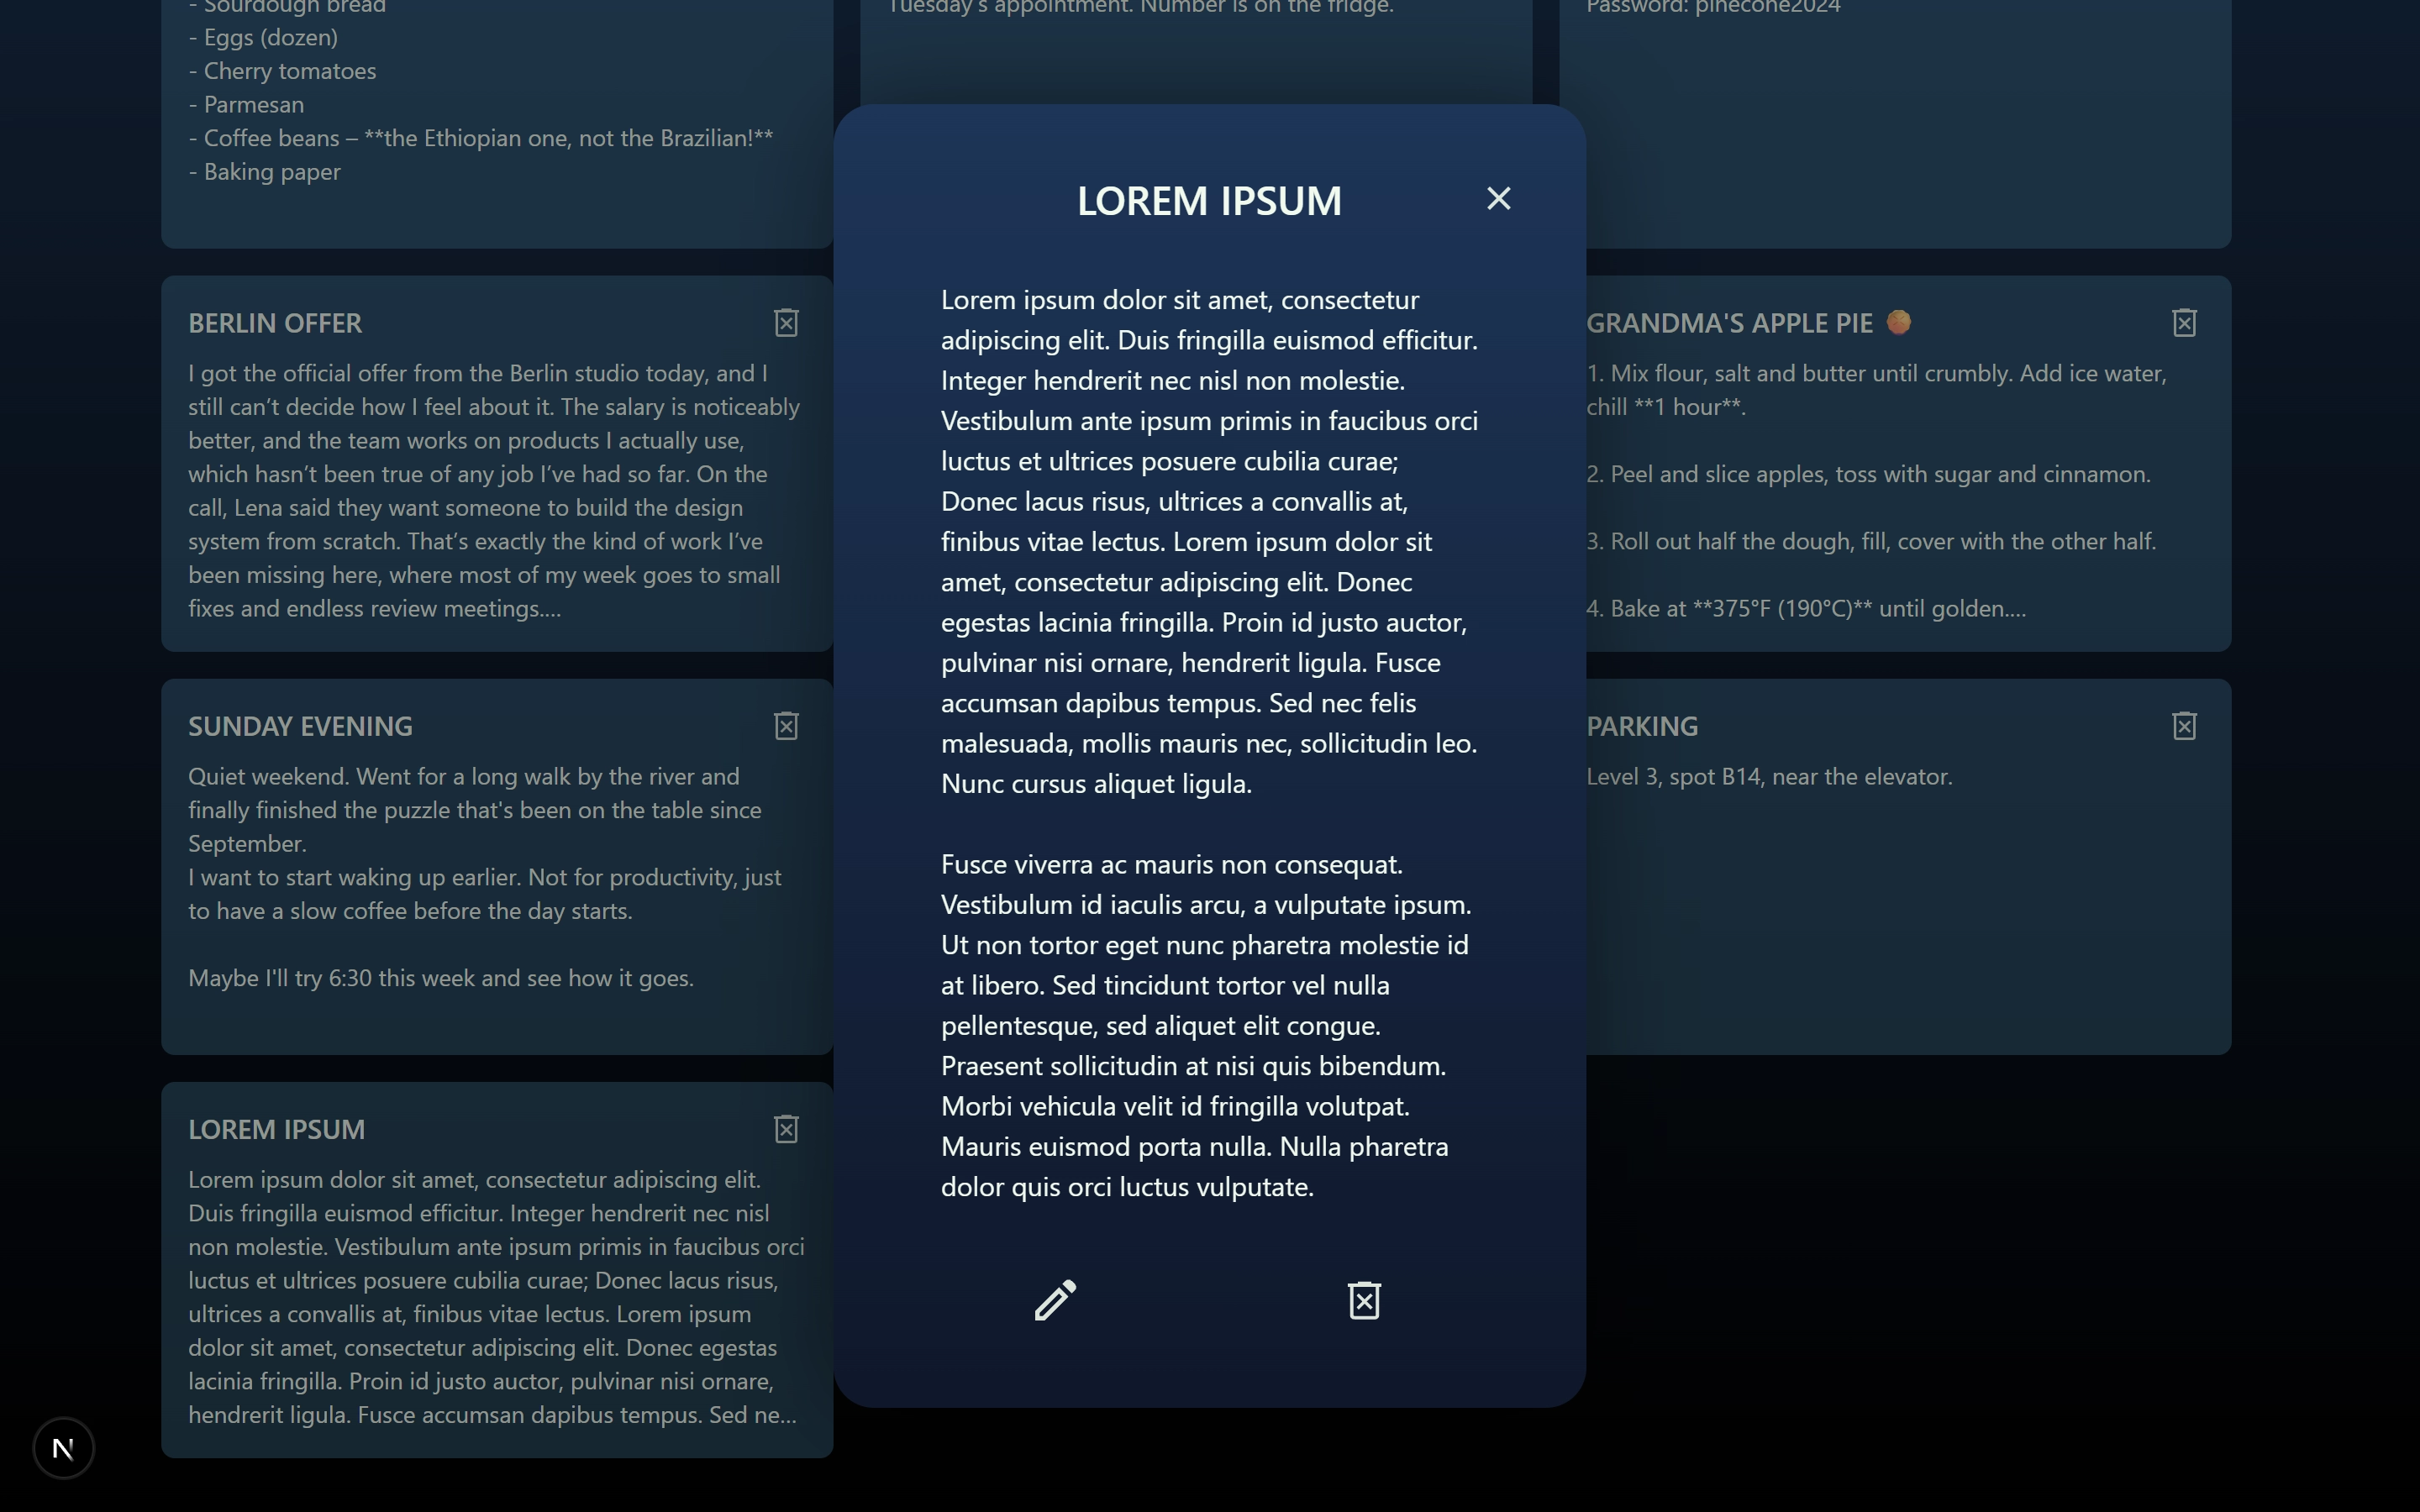 - Sourdough bread
- Eggs (dozen)
- Cherry tomatoes
- Parmesan
- Coffee beans – **the Ethiopian one, not the Brazilian!**
- Baking paper
Tuesday's appointment. Number is on the fridge.
Password: pinecone2024
BERLIN OFFER
I got the official offer from the Berlin studio today, and I
still can’t decide how I feel about it. The salary is noticeably
better, and the team works on products I actually use,
which hasn’t been true of any job I’ve had so far. On the
call, Lena said they want someone to build the design
system from scratch. That’s exactly the kind of work I’ve
been missing here, where most of my week goes to small
fixes and endless review meetings....
GRANDMA'S APPLE PIE
1. Mix flour, salt and butter until crumbly. Add ice water,
chill **1 hour**.
2. Peel and slice apples, toss with sugar and cinnamon.
3. Roll out half the dough, fill, cover with the other half.
4. Bake at **375°F (190°C)** until golden....
SUNDAY EVENING
Quiet weekend. Went for a long walk by the river and
finally finished the puzzle that's been on the table since
September.
I want to start waking up earlier. Not for productivity, just
to have a slow coffee before the day starts.
Maybe I'll try 6:30 this week and see how it goes.
PARKING
Level 3, spot B14, near the elevator.
LOREM IPSUM
Lorem ipsum dolor sit amet, consectetur adipiscing elit.
Duis fringilla euismod efficitur. Integer hendrerit nec nisl
non molestie. Vestibulum ante ipsum primis in faucibus orci
luctus et ultrices posuere cubilia curae; Donec lacus risus,
ultrices a convallis at, finibus vitae lectus. Lorem ipsum
dolor sit amet, consectetur adipiscing elit. Donec egestas
lacinia fringilla. Proin id justo auctor, pulvinar nisi ornare,
hendrerit ligula. Fusce accumsan dapibus tempus. Sed ne...
LOREM IPSUM
Lorem ipsum dolor sit amet, consectetur
adipiscing elit. Duis fringilla euismod efficitur.
Integer hendrerit nec nisl non molestie.
Vestibulum ante ipsum primis in faucibus orci
luctus et ultrices posuere cubilia curae;
Donec lacus risus, ultrices a convallis at,
finibus vitae lectus. Lorem ipsum dolor sit
amet, consectetur adipiscing elit. Donec
egestas lacinia fringilla. Proin id justo auctor,
pulvinar nisi ornare, hendrerit ligula. Fusce
accumsan dapibus tempus. Sed nec felis
malesuada, mollis mauris nec, sollicitudin leo.
Nunc cursus aliquet ligula.
Fusce viverra ac mauris non consequat.
Vestibulum id iaculis arcu, a vulputate ipsum.
Ut non tortor eget nunc pharetra molestie id
at libero. Sed tincidunt tortor vel nulla
pellentesque, sed aliquet elit congue.
Praesent sollicitudin at nisi quis bibendum.
Morbi vehicula velit id fringilla volutpat.
Mauris euismod porta nulla. Nulla pharetra
dolor quis orci luctus vulputate.
N